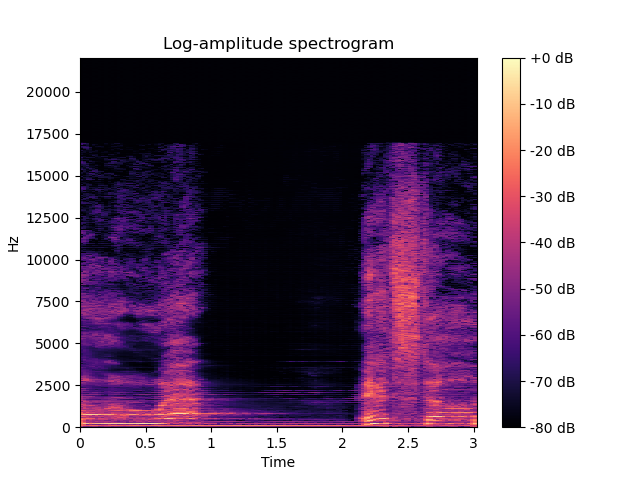 Log-amplitude spectrogram
Hz
20000
17500
15000
12500
10000
7500
5000
2500
0
0 0.5 1 1.5 2 2.5 3
Time
+0 dB
-10 dB
-20 dB
-30 dB
-40 dB
-50 dB
-60 dB
-70 dB
-80 dB